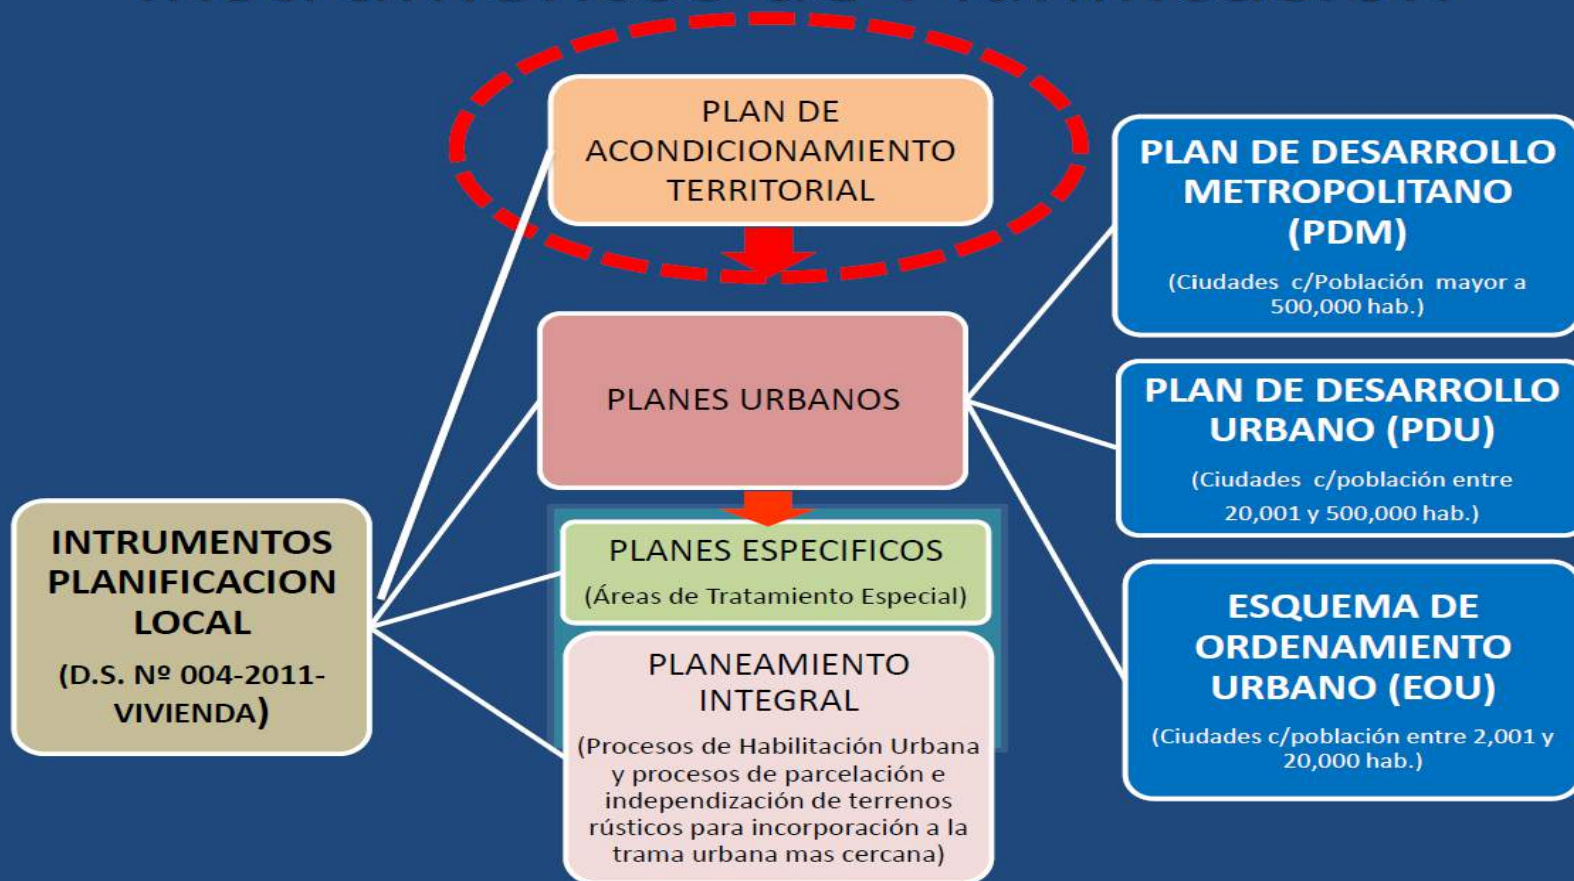 PLAN DE
ACONDICIONAMIENTO
TERRITORIAL
PLANES URBANOS
INTRUMENTOS
PLANIFICACION
LOCAL
(D.S. Nº 004-2011-
VIVIENDA)
PLANES ESPECIFICOS
(Áreas de Tratamiento Especial)
PLANEAMIENTO
INTEGRAL
(Procesos de Habilitación Urbana
y procesos de parcelación e
independización de terrenos
rústicos para incorporación a la
trama urbana mas cercana)
PLAN DE DESARROLLO
METROPOLITANO
(PDM)
(Ciudades c/Población mayor a
500,000 hab.)
PLAN DE DESARROLLO
URBANO (PDU)
(Ciudades c/población entre
20,001 y 500,000 hab.)
ESQUEMA DE
ORDENAMIENTO
URBANO (EOU)
(Ciudades c/población entre 2,001 y
20,000 hab.)